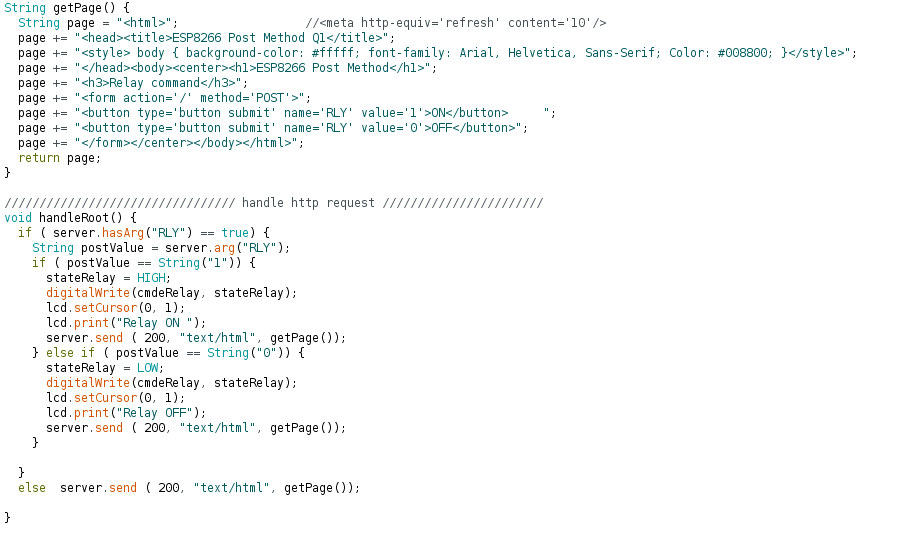 String getPage() {
  String page = "<html>";                  //<meta http-equiv='refresh' content='10'/>
  page += "<head><title>ESP8266 Post Method Q1</title>";
  page += "<style> body { background-color: #fffff; font-family: Arial, Helvetica, Sans-Serif; Color: #008800; }</style>";
  page += "</head><body><center><h1>ESP8266 Post Method</h1>";
  page += "<h3>Relay command</h3>";
  page += "<form action='/' method='POST'>";
  page += "<button type='button submit' name='RLY' value='1'>ON</button>     ";
  page += "<button type='button submit' name='RLY' value='0'>OFF</button>";
  page += "</form></center></body></html>";
  return page;
}
///////////////////////////////// handle http request ///////////////////////
void handleRoot() {
  if ( server.hasArg("RLY") == true) {
    String postValue = server.arg("RLY");
    if ( postValue == String("1")) {
      stateRelay = HIGH;
      digitalWrite(cmdeRelay, stateRelay);
      lcd.setCursor(0, 1);
      lcd.print("Relay ON ");
      server.send ( 200, "text/html", getPage());
    } else if ( postValue == String("0")) {
      stateRelay = LOW;
      digitalWrite(cmdeRelay, stateRelay);
      lcd.setCursor(0, 1);
      lcd.print("Relay OFF");
      server.send ( 200, "text/html", getPage());
    }
  }
  else  server.send ( 200, "text/html", getPage());
}